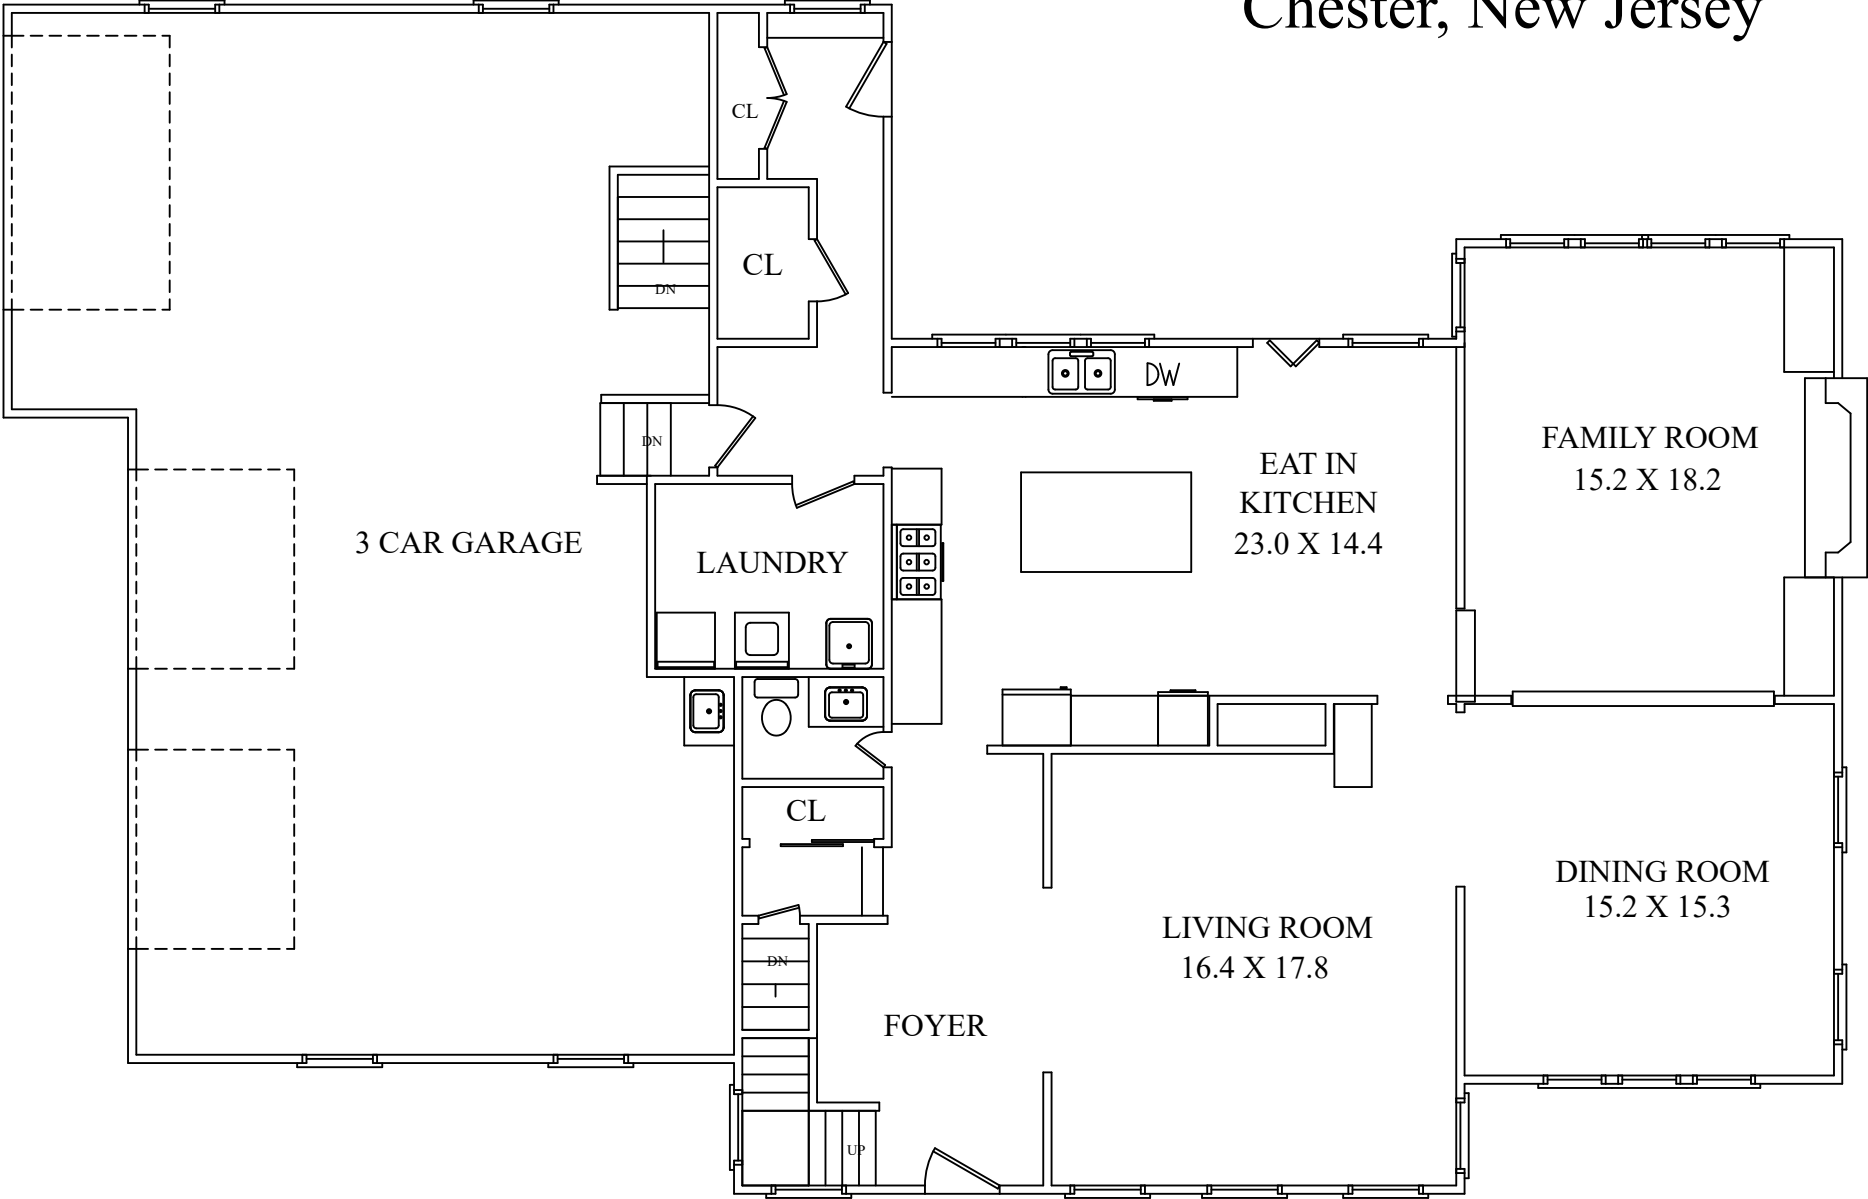 Chester, New Jersey
CL
CL
DN
DN
DW
FAMILY ROOM
15.2 X 18.2
EAT IN
KITCHEN
23.0 X 14.4
3 CAR GARAGE
LAUNDRY
CL
DINING ROOM
15.2 X 15.3
LIVING ROOM
16.4 X 17.8
DN
FOYER
UP